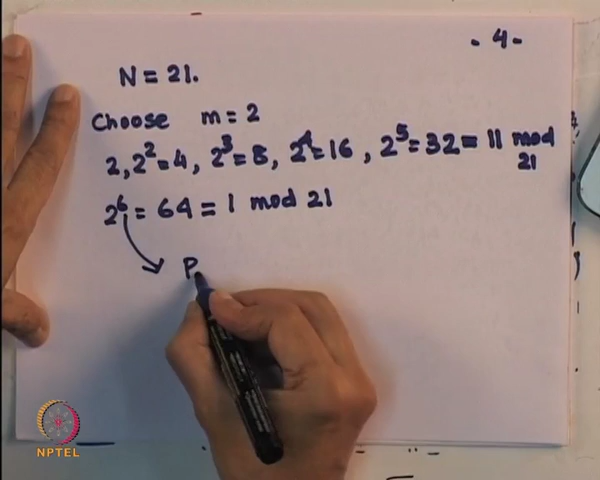 - 4 -
N = 21.
Choose m = 2
2, 2² = 4, 2³ = 8, 2⁴ = 16, 2⁵ = 32 = 11 mod 21
2⁶ = 64 = 1 mod 21
P
NPTEL